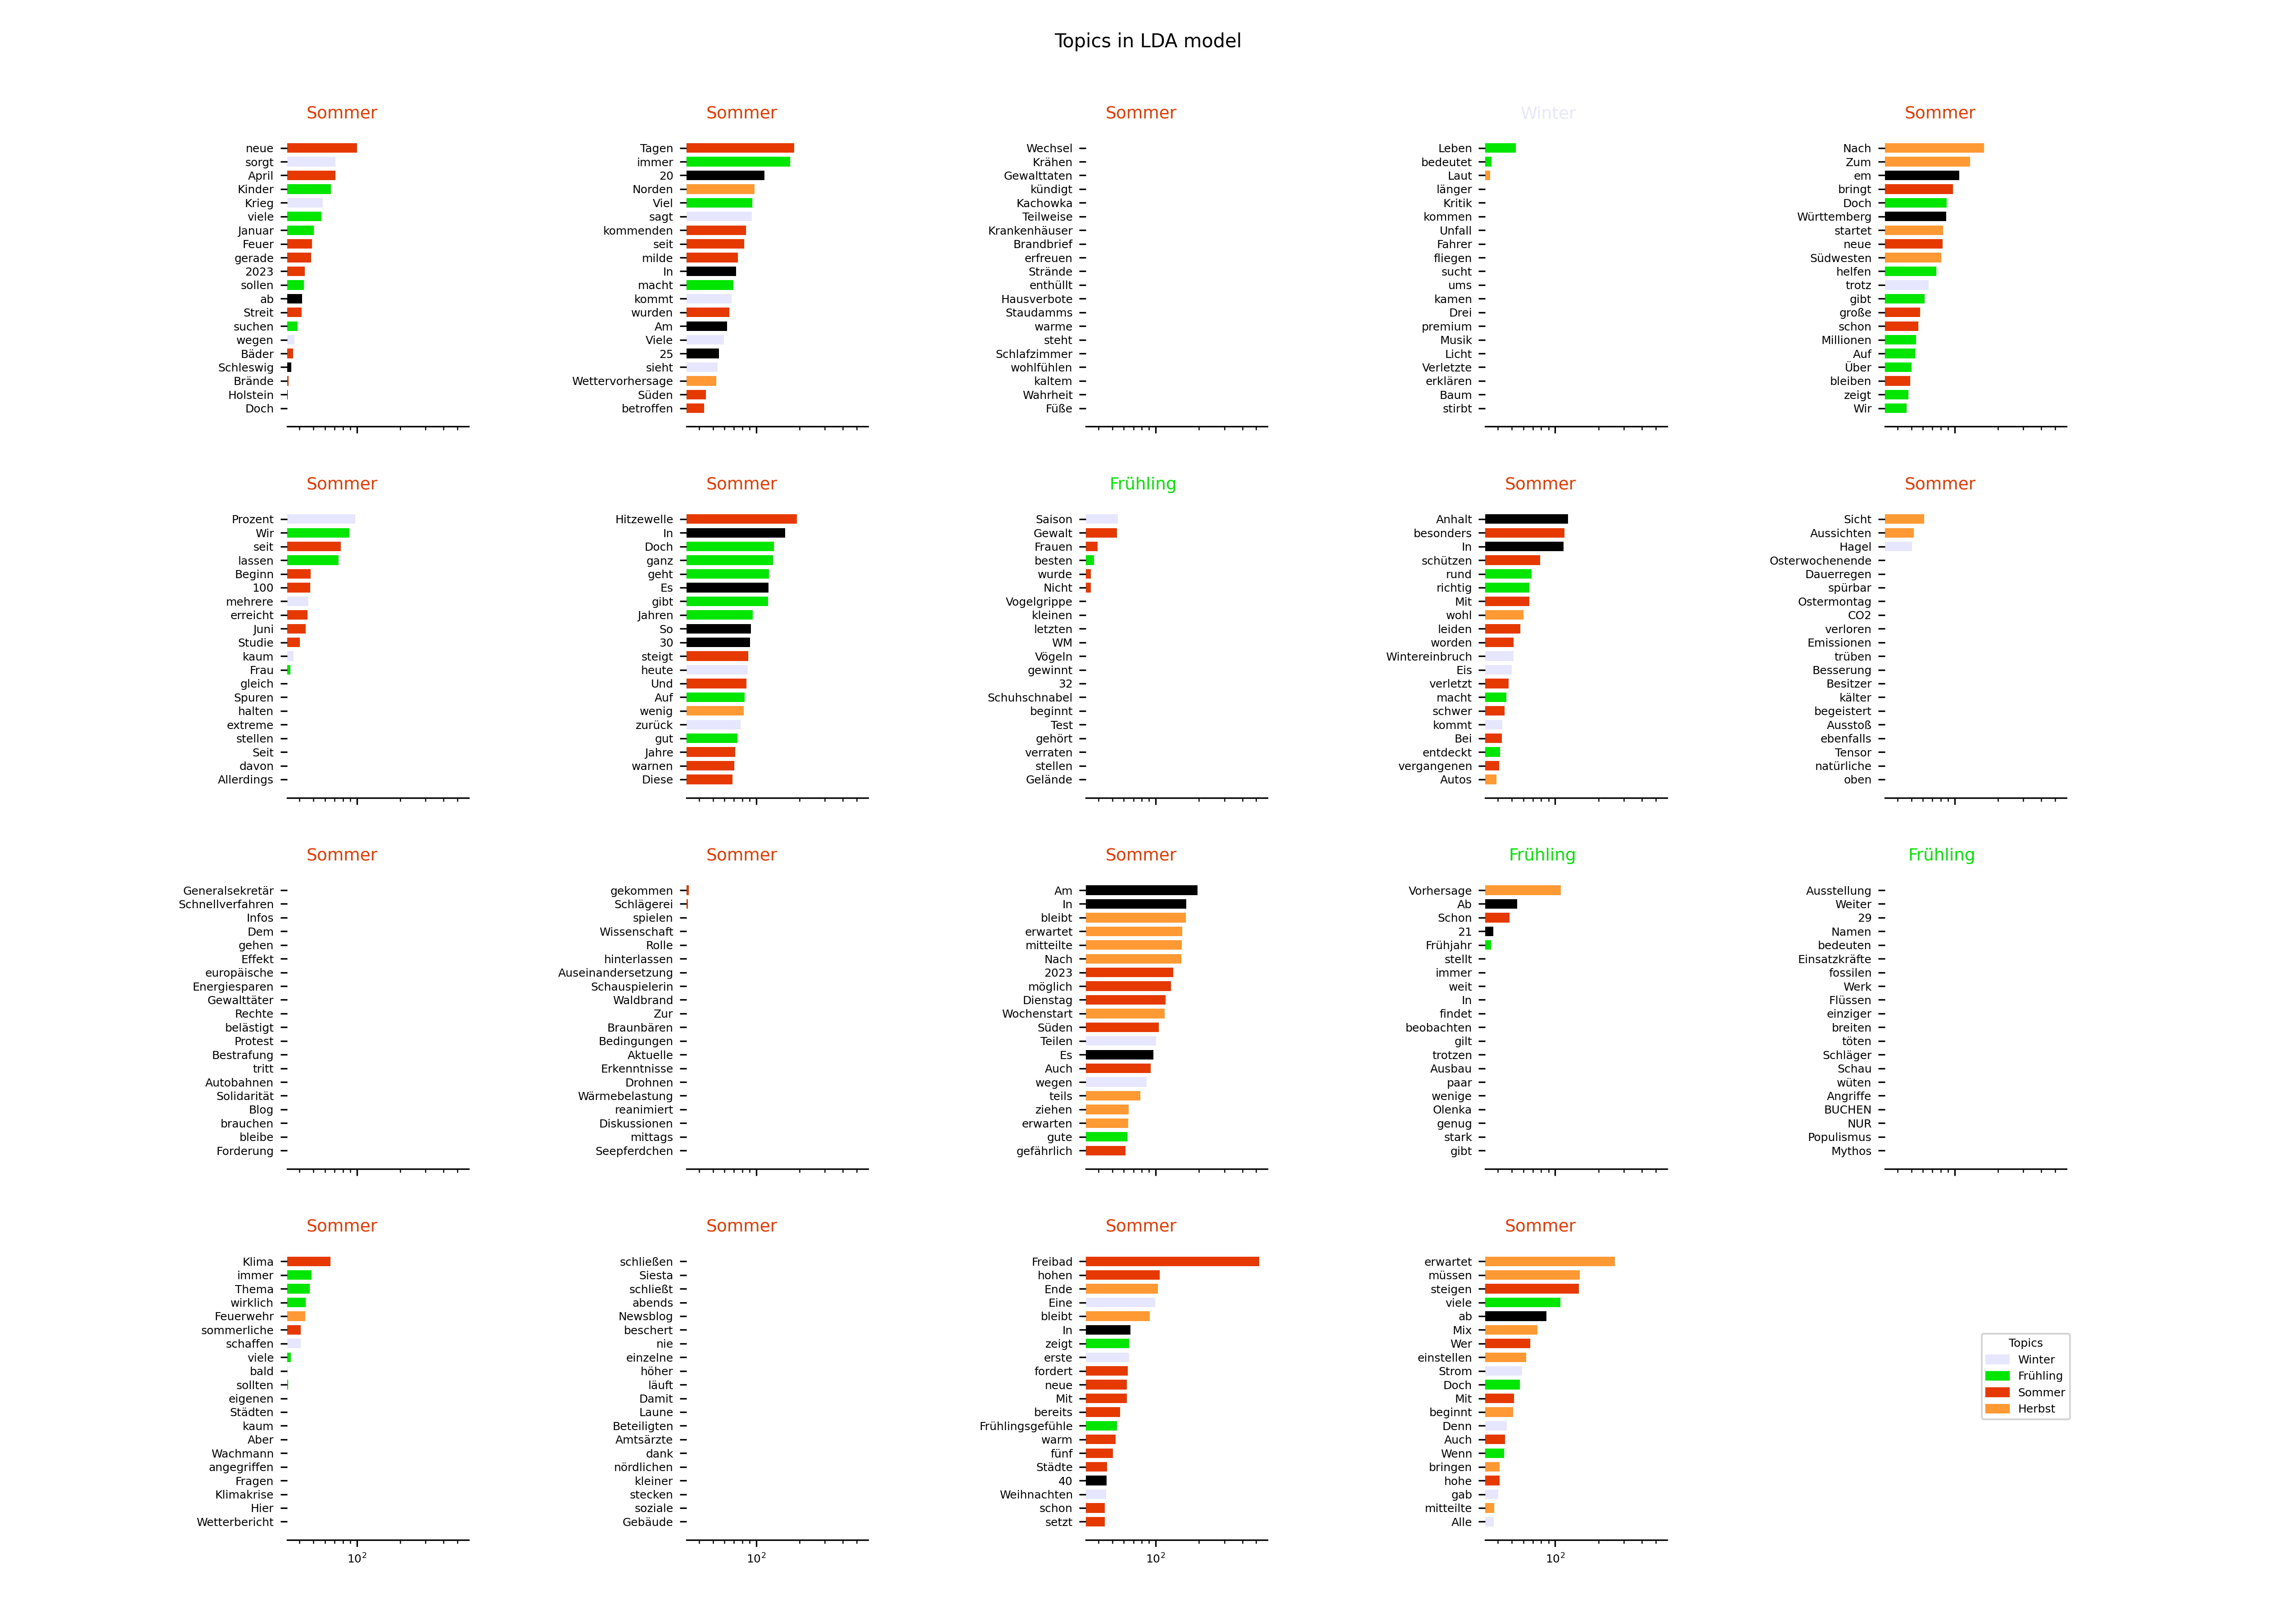 Topics in LDA model
Sommer
neue
sorgt
April
Kinder
Krieg
viele
Januar
Feuer
gerade
2023
sollen
ab
Streit
suchen
wegen
Bäder
Schleswig
Brände
Holstein
Doch
Sommer
Tagen
immer
20
Norden
Viel
sagt
kommenden
seit
milde
In
macht
kommt
wurden
Am
Viele
25
sieht
Wettervorhersage
Süden
betroffen
Sommer
Wechsel
Krähen
Gewalttaten
kündigt
Kachowka
Teilweise
Krankenhäuser
Brandbrief
erfreuen
Strände
enthüllt
Hausverbote
Staudamms
warme
steht
Schlafzimmer
wohlfühlen
kaltem
Wahrheit
Füße
Winter
Leben
bedeutet
Laut
länger
Kritik
kommen
Unfall
Fahrer
fliegen
sucht
ums
kamen
Drei
premium
Musik
Licht
Verletzte
erklären
Baum
stirbt
Sommer
Nach
Zum
em
bringt
Doch
Württemberg
startet
neue
Südwesten
helfen
trotz
gibt
große
schon
Millionen
Auf
Über
bleiben
zeigt
Wir
Sommer
Prozent
Wir
seit
lassen
Beginn
100
mehrere
erreicht
Juni
Studie
kaum
Frau
gleich
Spuren
halten
extreme
stellen
Seit
davon
Allerdings
Sommer
Hitzewelle
In
Doch
ganz
geht
Es
gibt
Jahren
So
30
steigt
heute
Und
Auf
wenig
zurück
gut
Jahre
warnen
Diese
Frühling
Saison
Gewalt
Frauen
besten
wurde
Nicht
Vogelgrippe
kleinen
letzten
WM
Vögeln
gewinnt
32
Schuhschnabel
beginnt
Test
gehört
verraten
stellen
Gelände
Sommer
Anhalt
besonders
In
schützen
rund
richtig
Mit
wohl
leiden
worden
Wintereinbruch
Eis
verletzt
macht
schwer
kommt
Bei
entdeckt
vergangenen
Autos
Sommer
Sicht
Aussichten
Hagel
Osterwochenende
Dauerregen
spürbar
Ostermontag
CO2
verloren
Emissionen
trüben
Besserung
Besitzer
kälter
begeistert
Ausstoß
ebenfalls
Tensor
natürliche
oben
Sommer
Generalsekretär
Schnellverfahren
Infos
Dem
gehen
Effekt
europäische
Energiesparen
Gewalttäter
Rechte
belästigt
Protest
Bestrafung
tritt
Autobahnen
Solidarität
Blog
brauchen
bleibe
Forderung
Sommer
gekommen
Schlägerei
spielen
Wissenschaft
Rolle
hinterlassen
Auseinandersetzung
Schauspielerin
Waldbrand
Zur
Braunbären
Bedingungen
Aktuelle
Erkenntnisse
Drohnen
Wärmebelastung
reanimiert
Diskussionen
mittags
Seepferdchen
Sommer
Am
In
bleibt
erwartet
mitteilte
Nach
2023
möglich
Dienstag
Wochenstart
Süden
Teilen
Es
Auch
wegen
teils
ziehen
erwarten
gute
gefährlich
Frühling
Vorhersage
Ab
Schon
21
Frühjahr
stellt
immer
weit
In
findet
beobachten
gilt
trotzen
Ausbau
paar
wenige
Olenka
genug
stark
gibt
Frühling
Ausstellung
Weiter
29
Namen
bedeuten
Einsatzkräfte
fossilen
Werk
Flüssen
einziger
breiten
töten
Schläger
Schau
wüten
Angriffe
BUCHEN
NUR
Populismus
Mythos
Sommer
Klima
immer
Thema
wirklich
Feuerwehr
sommerliche
schaffen
viele
bald
sollten
eigenen
Städten
kaum
Aber
Wachmann
angegriffen
Fragen
Klimakrise
Hier
Wetterbericht
10²
Sommer
schließen
Siesta
schließt
abends
Newsblog
beschert
nie
einzelne
höher
läuft
Damit
Laune
Beteiligten
Amtsärzte
dank
nördlichen
kleiner
stecken
soziale
Gebäude
10²
Sommer
Freibad
hohen
Ende
Eine
bleibt
In
zeigt
erste
fordert
neue
Mit
bereits
Frühlingsgefühle
warm
fünf
Städte
40
Weihnachten
schon
setzt
10²
Sommer
erwartet
müssen
steigen
viele
ab
Mix
Wer
einstellen
Strom
Doch
Mit
beginnt
Denn
Auch
Wenn
bringen
hohe
gab
mitteilte
Alle
10²
Topics
Winter
Frühling
Sommer
Herbst